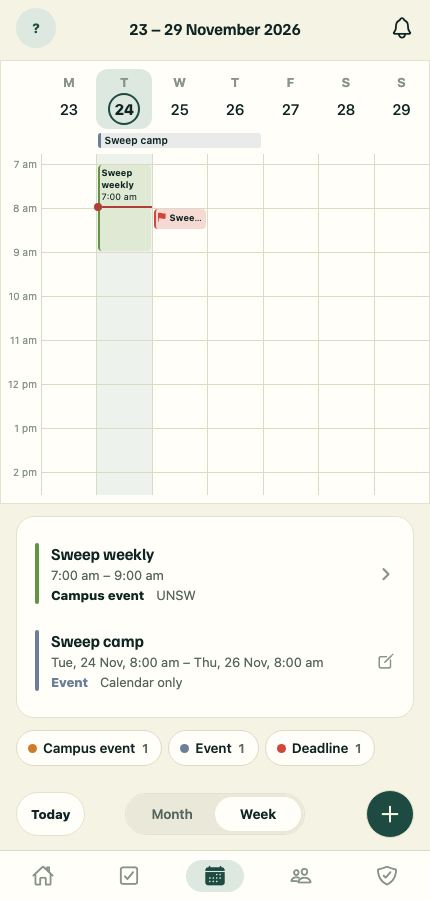 ?
23 – 29 November 2026
M T W T F S S
23 24 25 26 27 28 29
Sweep camp
7 am
Sweep
weekly
7:00 am
8 am
Swee...
9 am
10 am
11 am
12 pm
1 pm
2 pm
Sweep weekly
7:00 am – 9:00 am
Campus event UNSW
Sweep camp
Tue, 24 Nov, 8:00 am – Thu, 26 Nov, 8:00 am
Event Calendar only
Campus event 1 Event 1 Deadline 1
Today Month Week